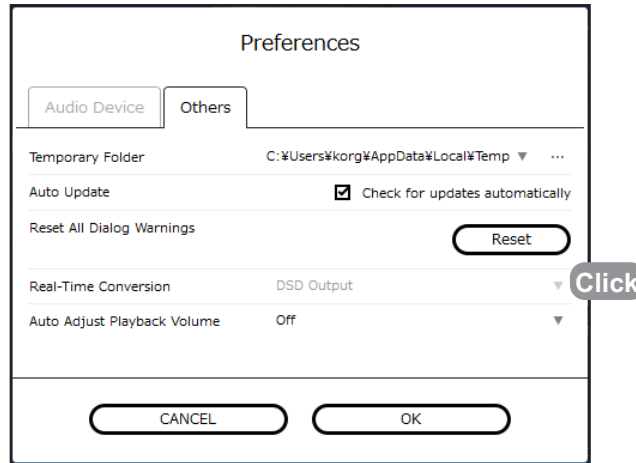 Preferences
Audio Device Others
Temporary Folder C:¥Users¥korg¥AppData¥Local¥Temp ▼ ...
Auto Update Check for updates automatically
Reset All Dialog Warnings Reset
Real-Time Conversion DSD Output ▼ Click
Auto Adjust Playback Volume Off ▼
CANCEL OK